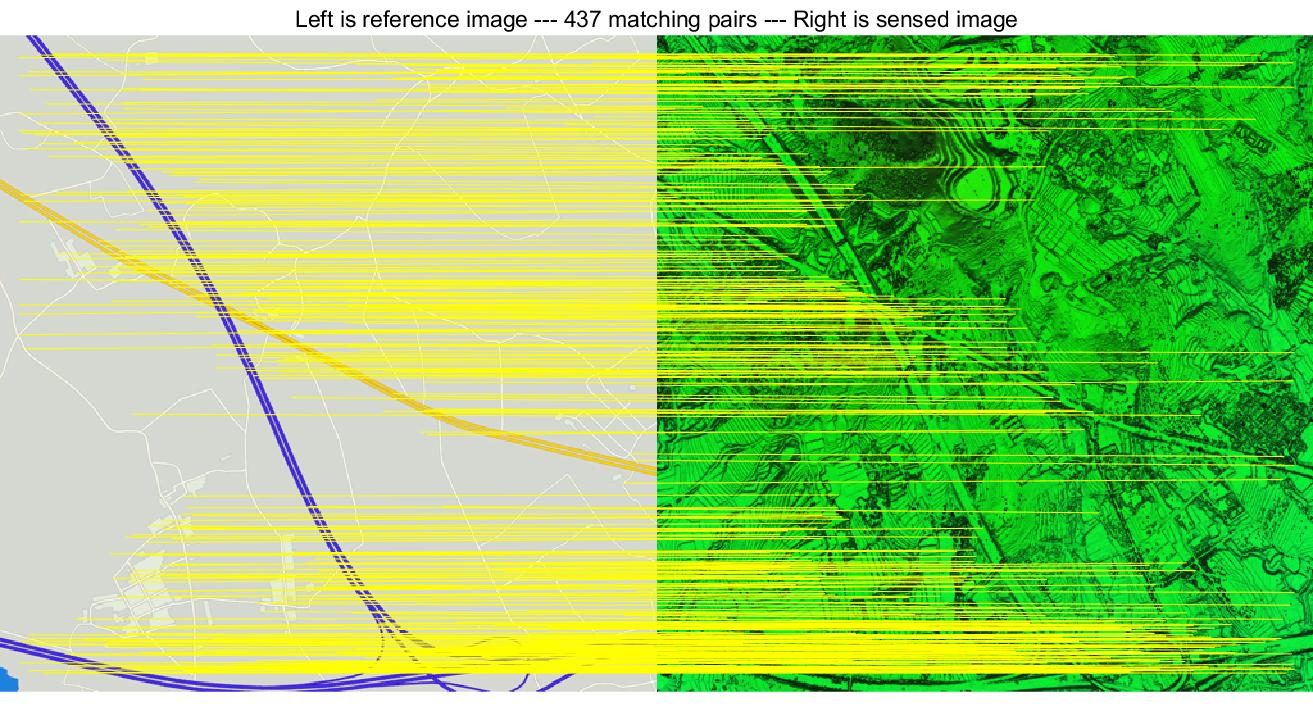 Left is reference image --- 437 matching pairs --- Right is sensed image